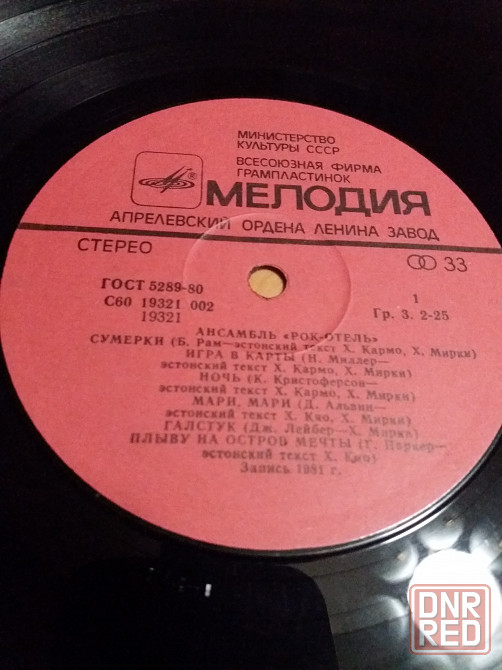 МИНИСТЕРСТВО
КУЛЬТУРЫ СССР
ВСЕСОЮЗНАЯ ФИРМА
ГРАМПЛАСТИНОК
МЕЛОДИЯ
АПРЕЛЕВСКИЙ ОРДЕНА ЛЕНИНА ЗАВОД
СТЕРЕО
33
ГОСТ 5289-80
С60 19321 002
19321
1
Гр. 3. 2-25
АНСАМБЛЬ «РОК-ОТЕЛЬ»
СУМЕРКИ (Б. Рам—эстонский текст Х. Кармо, Х. Мирки)
ИГРА В КАРТЫ (Н. Миллер—
эстонский текст Х. Кармо, Х. Мирки)
НОЧЬ (К. Кристоферсон—
эстонский текст Х. Кармо, Х. Мирки)
МАРИ, МАРИ (Д. Альвин—
эстонский текст Х. Кяо, Х. Мирки)
ГАЛСТУК (Дж. Лейбер—Х. Мирки)
ПЛЫВУ НА ОСТРОВ МЕЧТЫ (Г. Паркер—
эстонский текст Х. Кяо)
Запись 1981 г.
DNR
RED